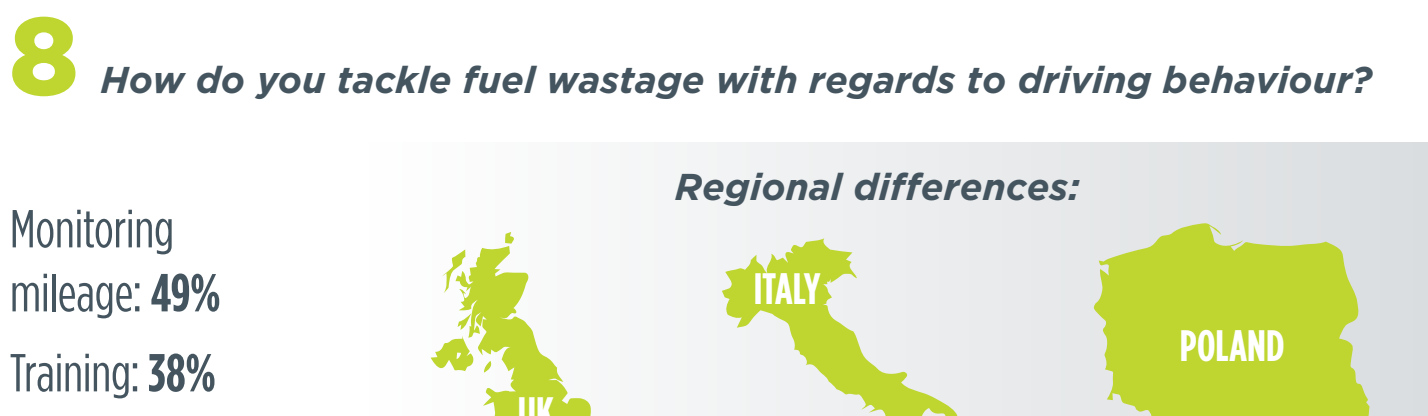 8 How do you tackle fuel wastage with regards to driving behaviour?
Regional differences:
Monitoring
mileage: 49%
Training: 38%
UK
ITALY
POLAND